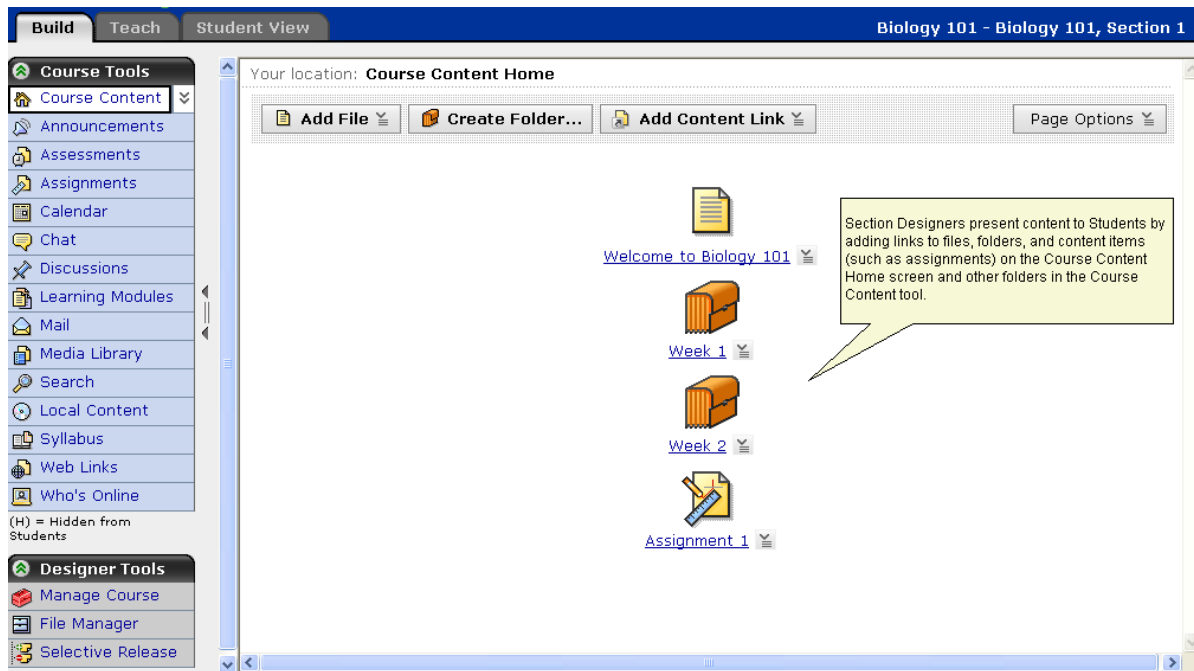 Build Teach Student View Biology 101 - Biology 101, Section 1
Course Tools
Course Content
Announcements
Assessments
Assignments
Calendar
Chat
Discussions
Learning Modules
Mail
Media Library
Search
Local Content
Syllabus
Web Links
Who's Online
(H) = Hidden from
Students
Designer Tools
Manage Course
File Manager
Selective Release
Your location: Course Content Home
Add File Create Folder... Add Content Link Page Options
Welcome to Biology 101
Week 1
Week 2
Assignment 1
Section Designers present content to Students by
adding links to files, folders, and content items
(such as assignments) on the Course Content
Home screen and other folders in the Course
Content tool.